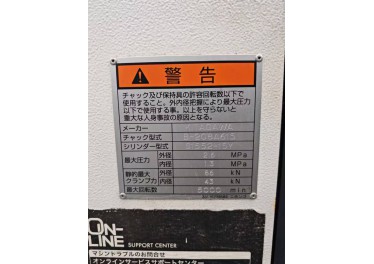 警告
チャック及び保持具の許容回転数以下で
使用すること。外内径把握により最大圧力
以下で使用する事。以上を守らないと
重大な人身事故の原因となる。
メーカー
チャック型式
シリンダー型式
最大圧力 外径 MPa
内径 MPa
静的最大
クランプ力 外径 kN
内径 kN
最大回転数 5000 min
ON-
LINE SUPPORT CENTER
マシントラブルのお問合せ
オンラインサービスサポートセンター